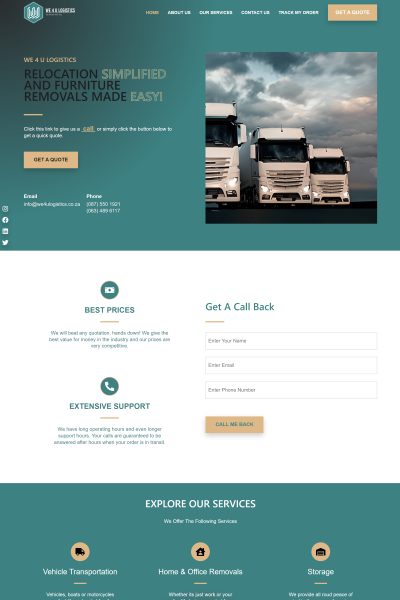 WE 4 U LOGISTICS
HOME
ABOUT US
OUR SERVICES
CONTACT US
TRACK MY ORDER
GET A QUOTE
WE 4 U LOGISTICS
RELOCATION SIMPLIFIED
AND FURNITURE
REMOVALS MADE EASY!
Click this link to give us a call or simply click the button below to
get a quick quote.
GET A QUOTE
Email
info@we4ulogistics.co.za
Phone
(087) 550 1921
(083) 499 6117
BEST PRICES
We will beat any quotation, hands down! We give the
best value for money in the industry and our prices are
very competitive.
EXTENSIVE SUPPORT
We have long operating hours and even longer
support hours. Your calls are guaranteed to be
answered after hours when your order is in transit.
Get A Call Back
Enter Your Name
Enter Email
Enter Phone Number
CALL ME BACK
EXPLORE OUR SERVICES
We Offer The Following Services
Vehicle Transportation
Vehicles, boats or motorcycles
Home & Office Removals
Whether its just work or your
Storage
We provide all round peace of